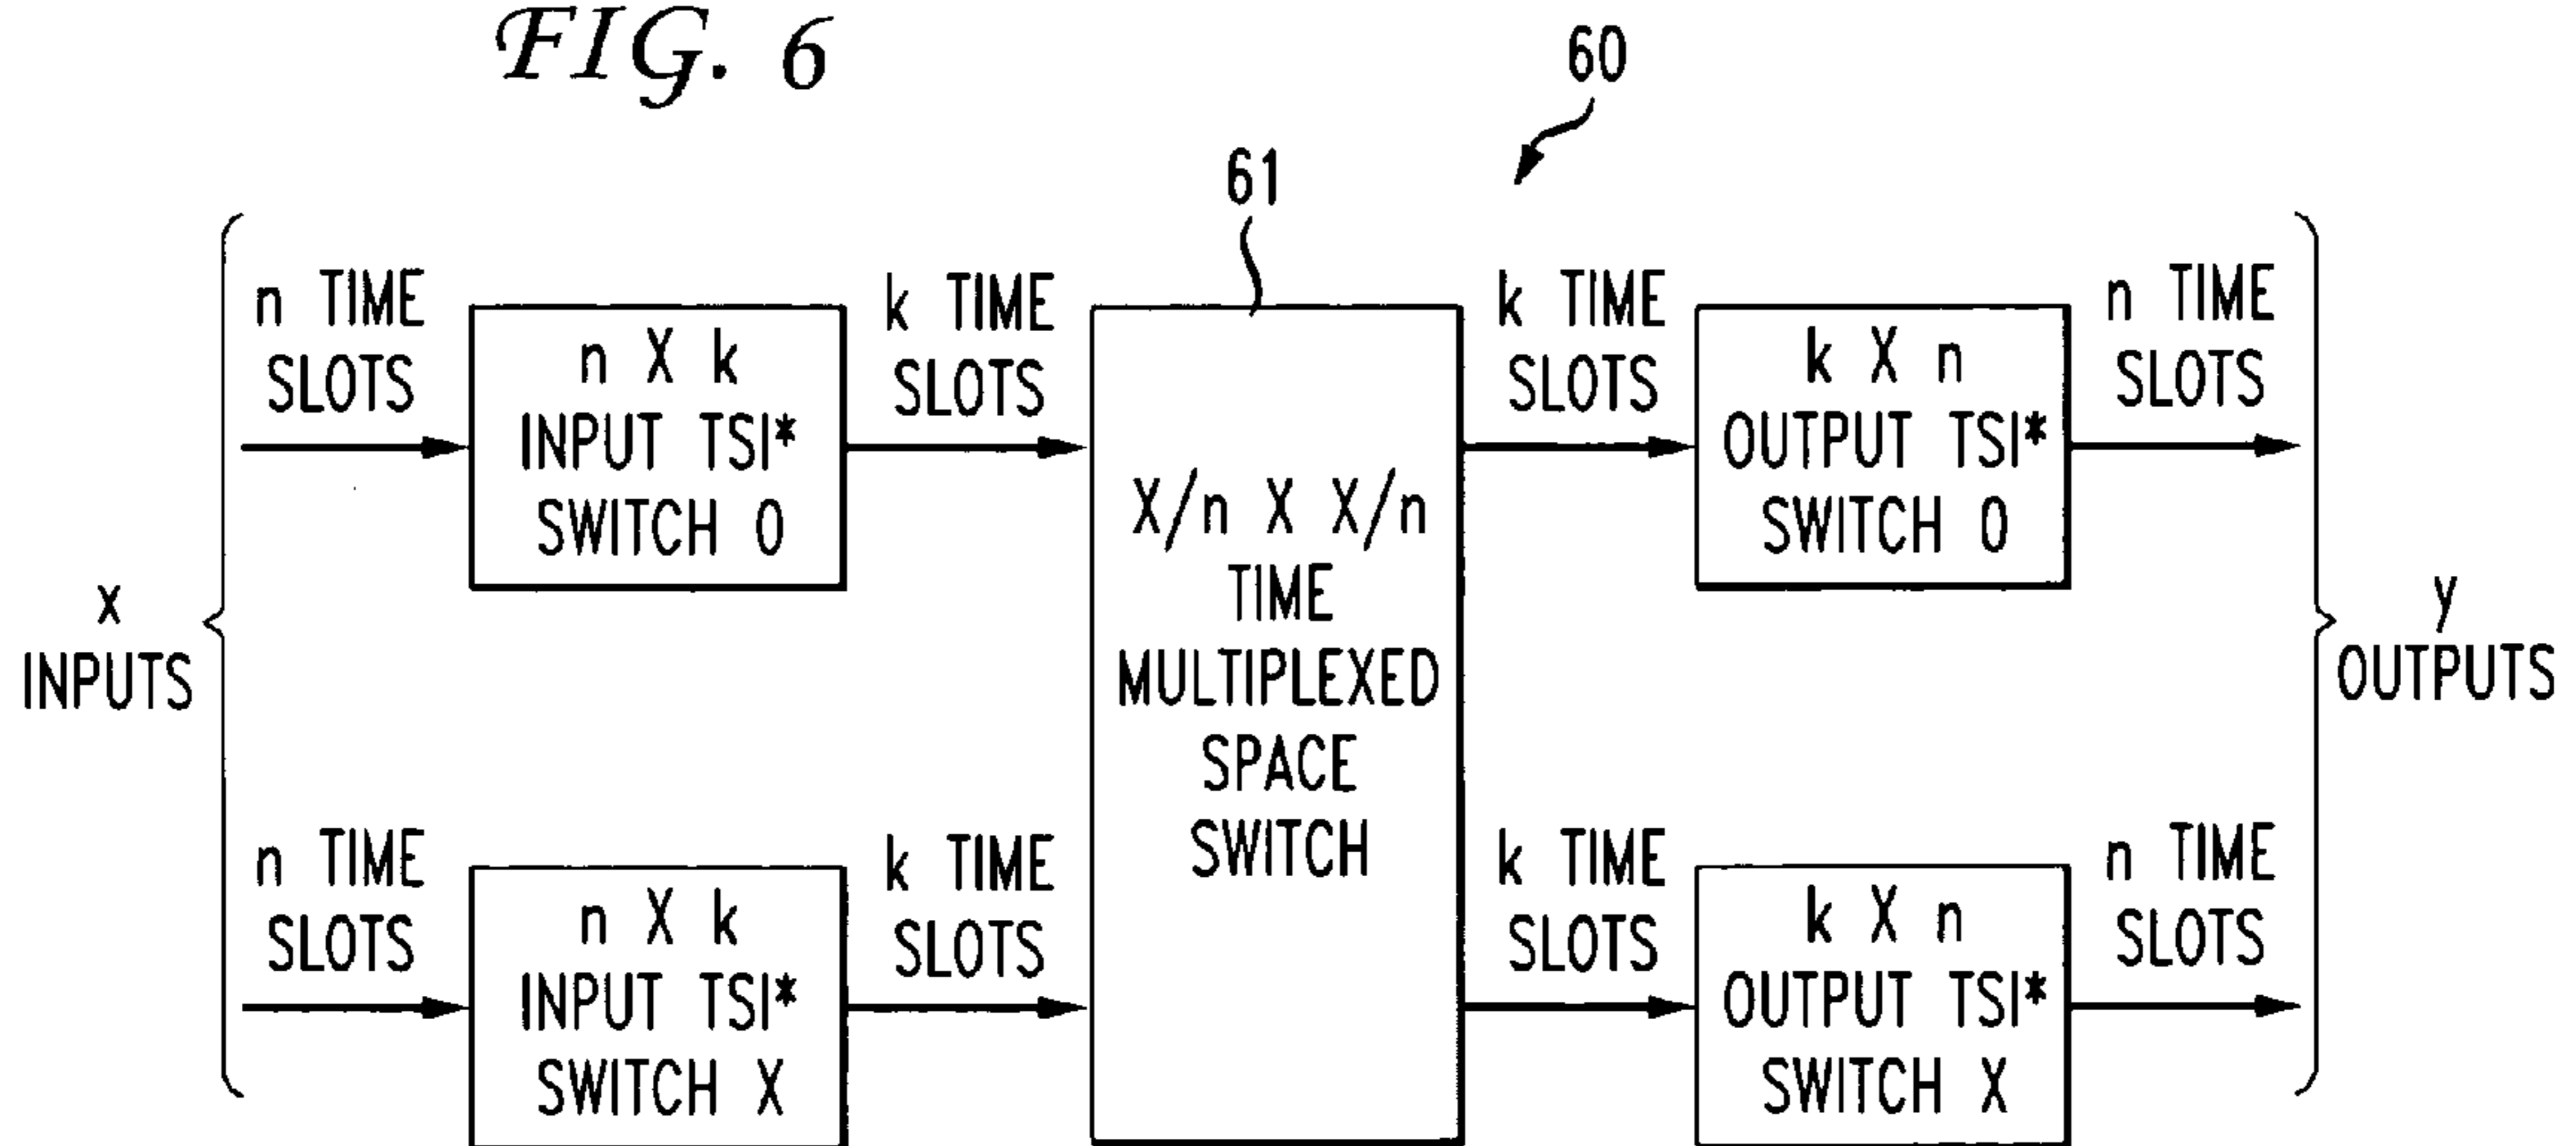 FIG. 6
60
61
n TIME
SLOTS
n X k
INPUT TSI*
SWITCH 0
k TIME
SLOTS
X/n X X/n
TIME
MULTIPLEXED
SPACE
SWITCH
k TIME
SLOTS
k X n
OUTPUT TSI*
SWITCH 0
n TIME
SLOTS
x
INPUTS
y
OUTPUTS
n TIME
SLOTS
n X k
INPUT TSI*
SWITCH X
k TIME
SLOTS
k TIME
SLOTS
k X n
OUTPUT TSI*
SWITCH X
n TIME
SLOTS